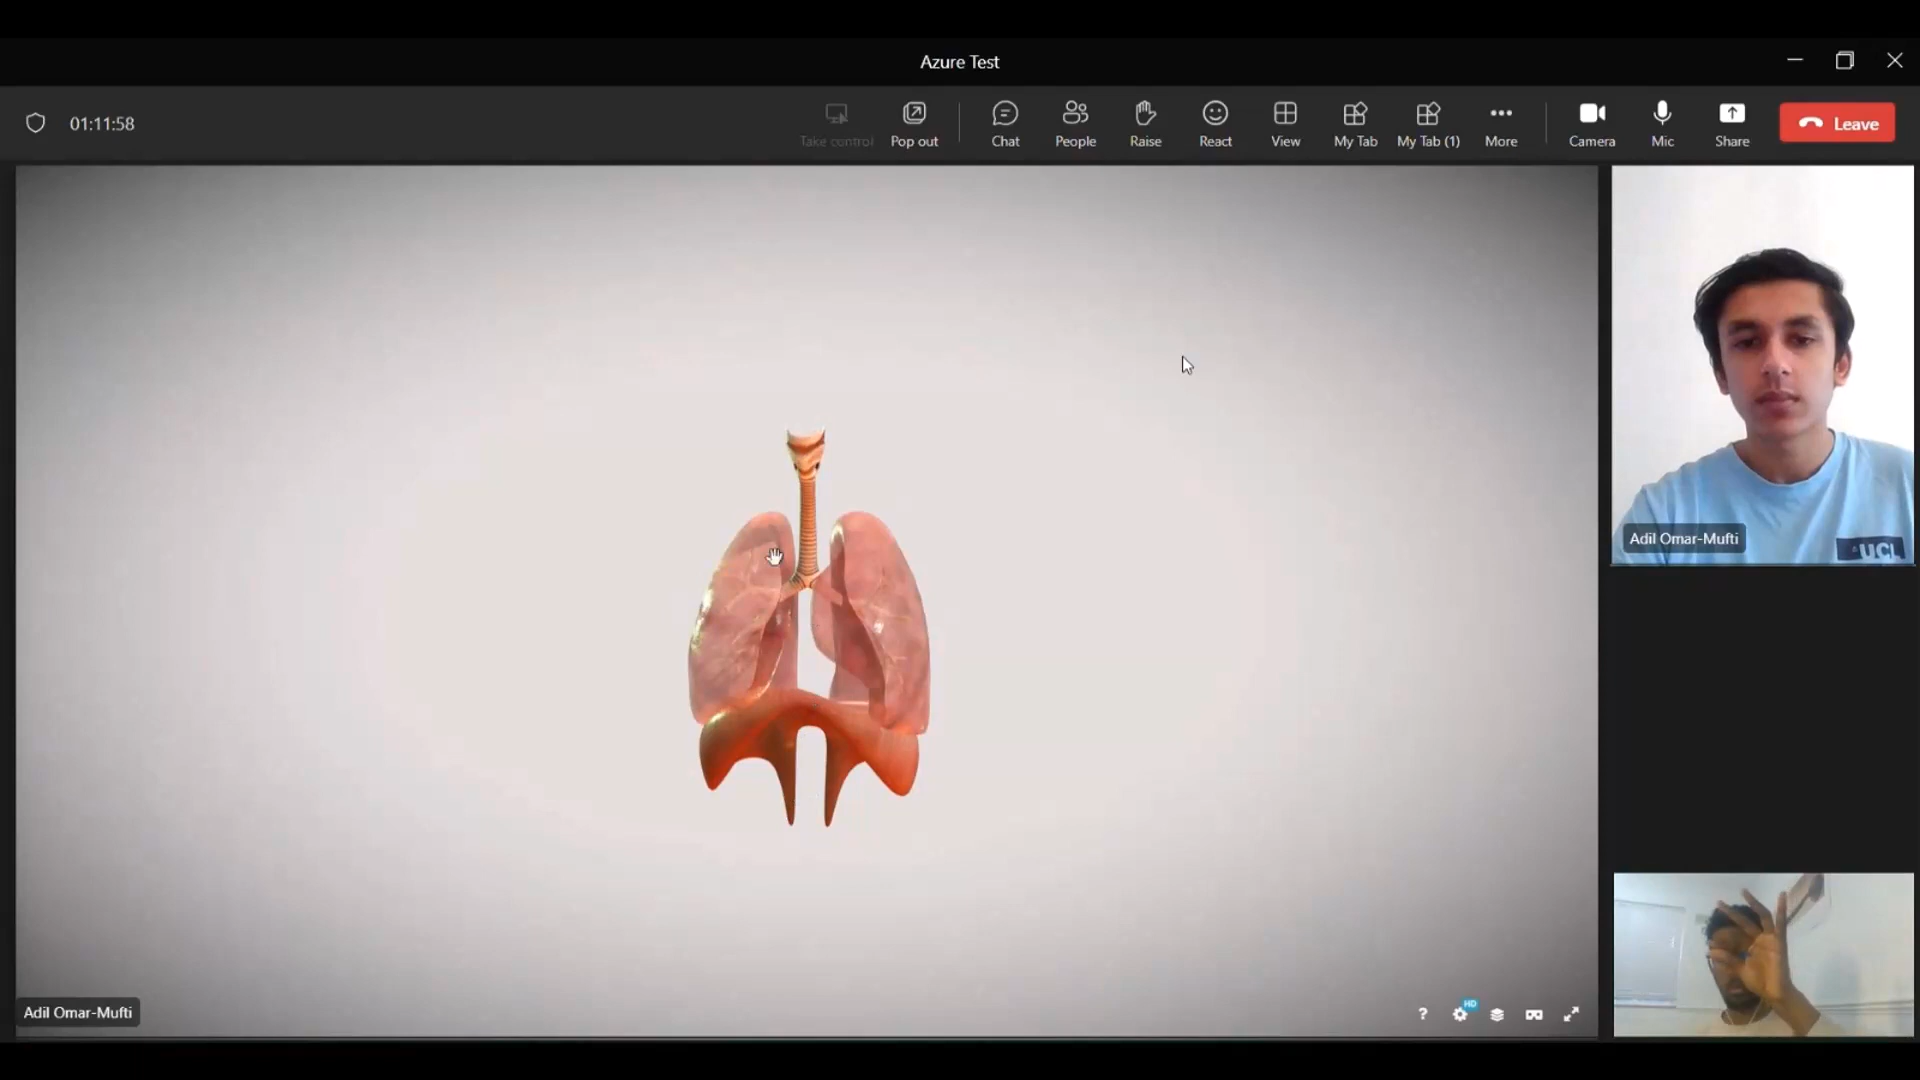 Azure Test
01:11:58
Take control
Pop out
Chat
People
Raise
React
View
My Tab
My Tab (1)
More
Camera
Mic
Share
Leave
Adil Omar-Mufti
UCL
Adil Omar-Mufti
?
HD